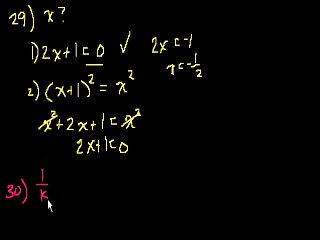 29) x?
1) 2x+1=0 ✓
2x=-1
x=-1/2
2) (x+1)² = x²
x²+2x+1=x²
2x+1=0
30) 1/k